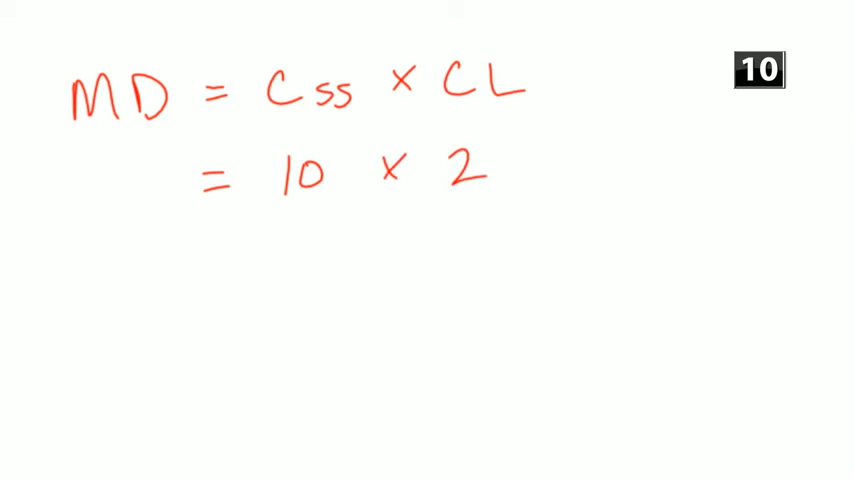 MD = Css × CL
10
= 10 × 2